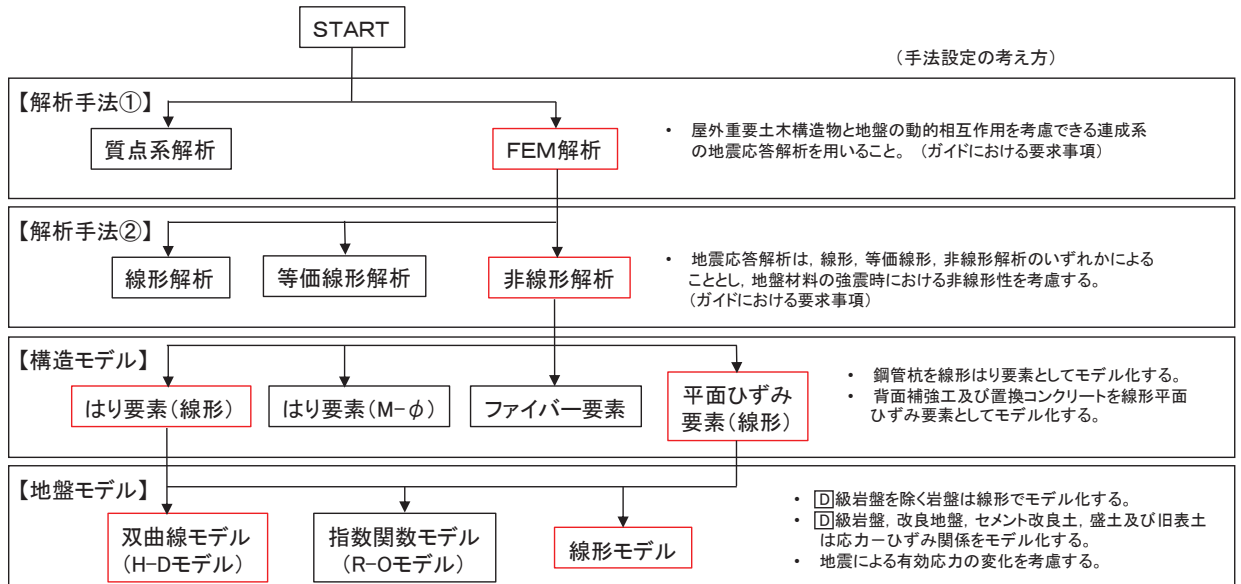 START
(手法設定の考え方)
【解析手法①】
質点系解析
FEM解析
・ 屋外重要土木構造物と地盤の動的相互作用を考慮できる連成系
の地震応答解析を用いること。 (ガイドにおける要求事項)
【解析手法②】
線形解析
等価線形解析
非線形解析
・ 地震応答解析は, 線形, 等価線形, 非線形解析のいずれかによる
こととし, 地盤材料の強震時における非線形性を考慮する。
(ガイドにおける要求事項)
【構造モデル】
はり要素(線形)
はり要素(M-φ)
ファイバー要素
平面ひずみ
要素(線形)
・ 鋼管杭を線形はり要素としてモデル化する。
・ 背面補強工及び置換コンクリートを線形平面
ひずみ要素としてモデル化する。
【地盤モデル】
双曲線モデル
(H-Dモデル)
指数関数モデル
(R-Oモデル)
線形モデル
・ D級岩盤を除く岩盤は線形でモデル化する。
・ D級岩盤, 改良地盤, セメント改良土, 盛土及び旧表土
は応力ーひずみ関係をモデル化する。
・ 地震による有効応力の変化を考慮する。